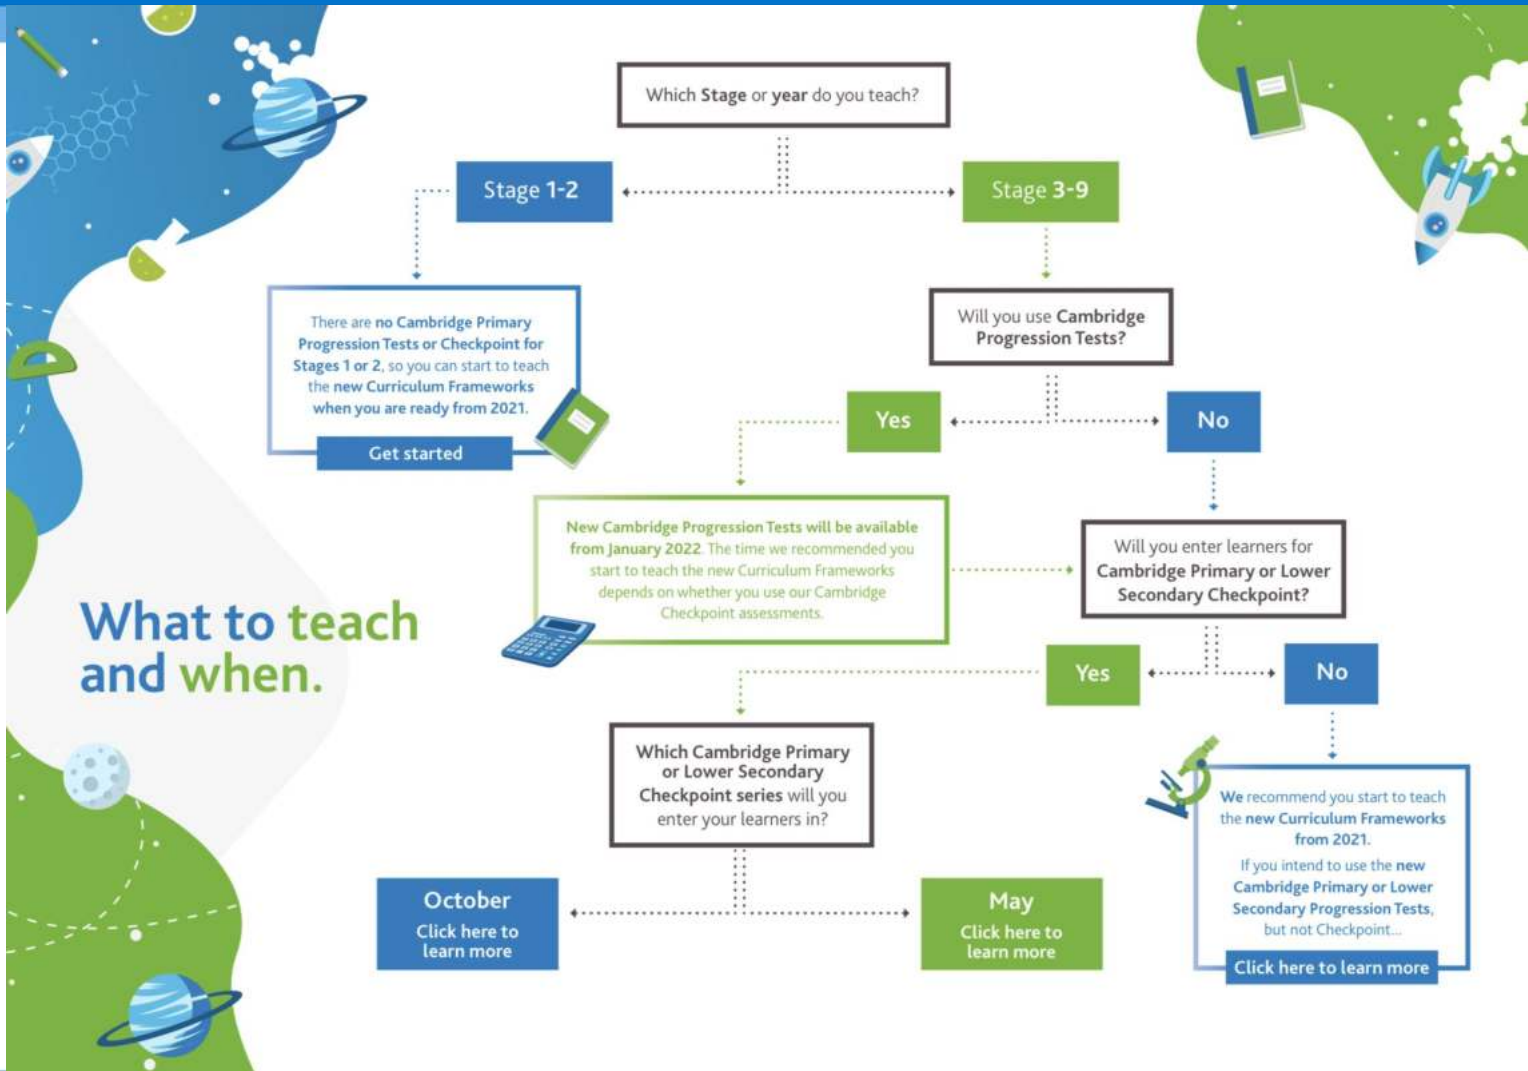 Which Stage or year do you teach?
Stage 1-2
Stage 3-9
There are no Cambridge Primary
Progression Tests or Checkpoint for
Stages 1 or 2, so you can start to teach
the new Curriculum Frameworks
when you are ready from 2021.
Get started
Will you use Cambridge
Progression Tests?
Yes
No
New Cambridge Progression Tests will be available
from January 2022. The time we recommended you
start to teach the new Curriculum Frameworks
depends on whether you use our Cambridge
Checkpoint assessments.
Will you enter learners for
Cambridge Primary or Lower
Secondary Checkpoint?
What to teach
and when.
Yes
No
Which Cambridge Primary
or Lower Secondary
Checkpoint series will you
enter your learners in?
We recommend you start to teach
the new Curriculum Frameworks
from 2021.
If you intend to use the new
Cambridge Primary or Lower
Secondary Progression Tests,
but not Checkpoint...
Click here to learn more
October
Click here to
learn more
May
Click here to
learn more